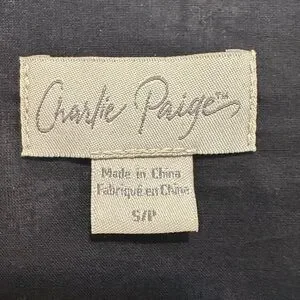 Charlie Paige™
Made in China
Fabriqué en Chine
S/P